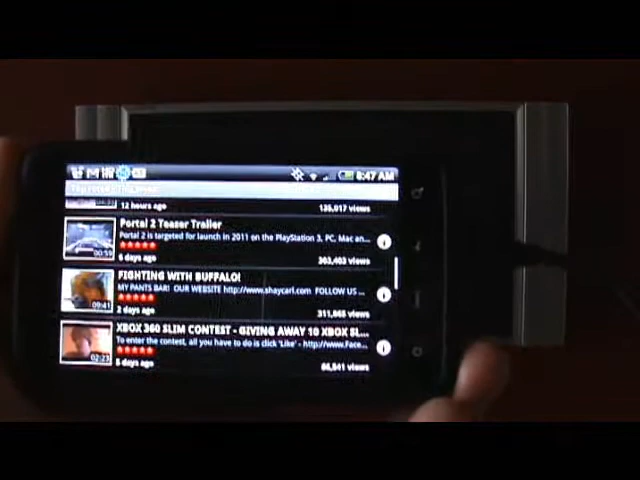 8:47 AM
12 hours ago 135,017 views
Portal 2 Teaser Trailer
Portal 2 is targeted for launch in 2011 on the PlayStation 3, PC, Mac an...
00:59
6 days ago 363,403 views
FIGHTING WITH BUFFALO!
MY PANTS BAR! OUR WEBSITE http://www.shaycarl.com FOLLOW US ...
09:41
2 days ago 311,865 views
XBOX 360 SLIM CONTEST - GIVING AWAY 10 XBOX SL...
To enter the contest, all you have to do is click 'Like' - http://www.Face...
02:23
5 days ago 86,541 views